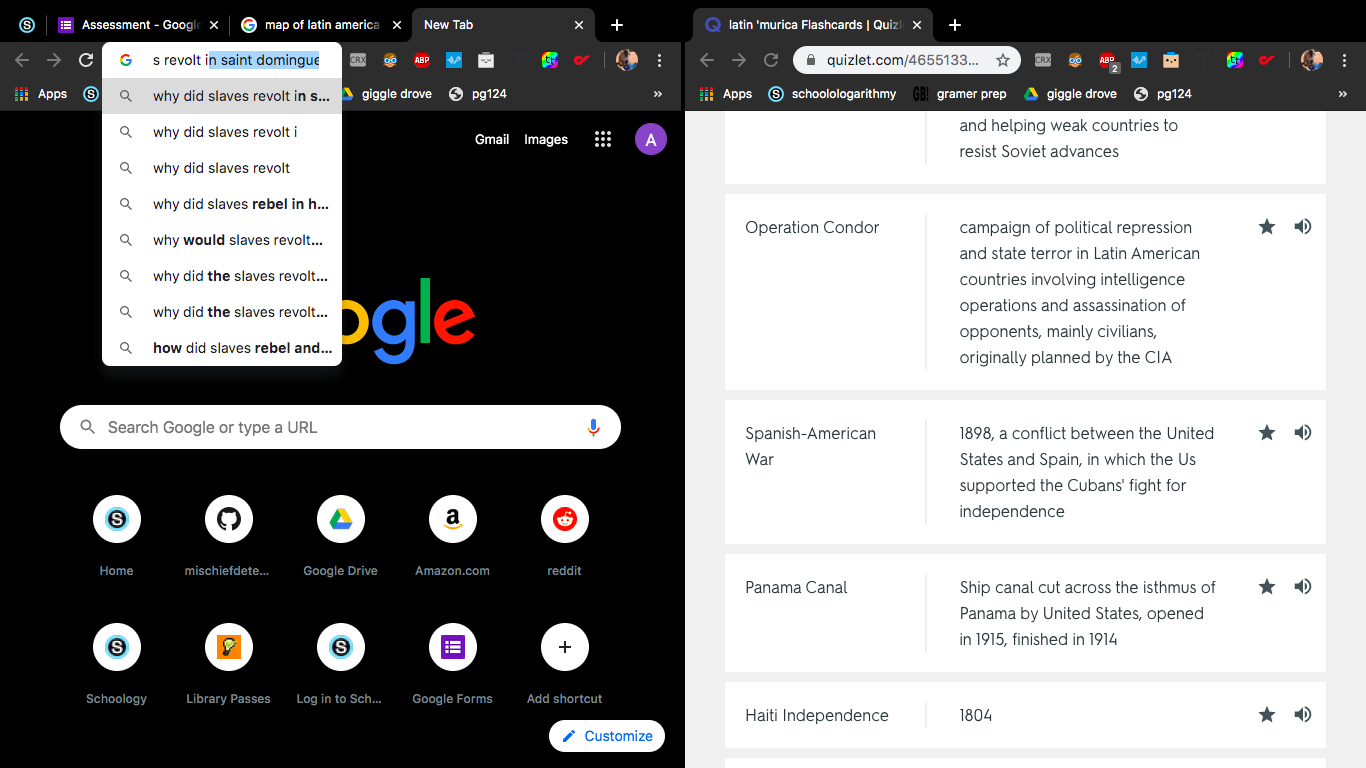 Assessment - Google
map of latin america
New Tab
s revolt in saint domingue
Apps
giggle drove
pg124
»
why did slaves revolt in s...
why did slaves revolt i
why did slaves revolt
why did slaves rebel in h...
why would slaves revolt...
why did the slaves revolt...
why did the slaves revolt...
how did slaves rebel and...
Gmail
Images
A
Search Google or type a URL
Home
mischiefdete...
Google Drive
Amazon.com
reddit
Schoology
Library Passes
Log in to Sch...
Google Forms
Add shortcut
Customize
latin 'murica Flashcards | Quizle
quizlet.com/4655133...
CRX
ABP
2
Apps
schoolologarithmy
GB!
gramer prep
giggle drove
pg124
»
and helping weak countries to
resist Soviet advances
Operation Condor
campaign of political repression
and state terror in Latin American
countries involving intelligence
operations and assassination of
opponents, mainly civilians,
originally planned by the CIA
Spanish-American
War
1898, a conflict between the United
States and Spain, in which the Us
supported the Cubans' fight for
independence
Panama Canal
Ship canal cut across the isthmus of
Panama by United States, opened
in 1915, finished in 1914
Haiti Independence
1804